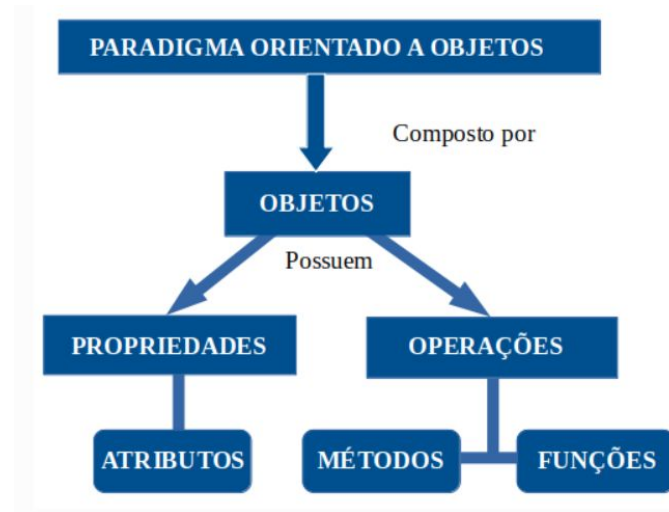 PARADIGMA ORIENTADO A OBJETOS
Composto por
OBJETOS
Possuem
PROPRIEDADES
OPERAÇÕES
ATRIBUTOS
MÉTODOS
FUNÇÕES